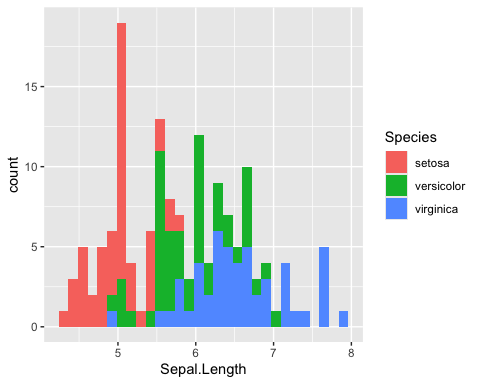 15
10
5
0
count
5
6
7
8
Sepal.Length
Species
setosa
versicolor
virginica